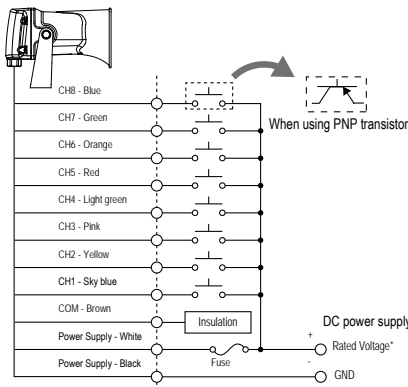 CH8 - Blue
CH7 - Green
When using PNP transistor
CH6 - Orange
CH5 - Red
CH4 - Light green
CH3 - Pink
CH2 - Yellow
CH1 - Sky blue
COM - Brown
Insulation
DC power supply
Power Supply - White
+
Rated Voltage*
Fuse
Power Supply - Black
-
GND